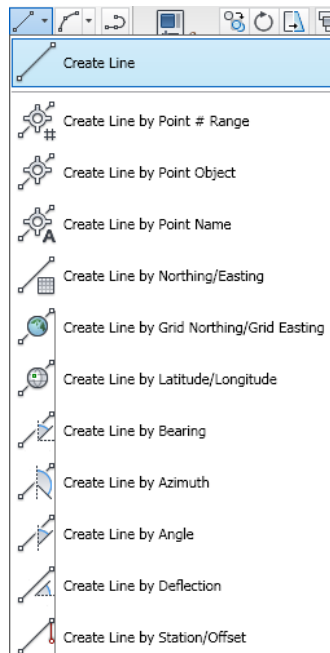 Create Line
Create Line by Point # Range
Create Line by Point Object
Create Line by Point Name
Create Line by Northing/Easting
Create Line by Grid Northing/Grid Easting
Create Line by Latitude/Longitude
Create Line by Bearing
Create Line by Azimuth
Create Line by Angle
Create Line by Deflection
Create Line by Station/Offset